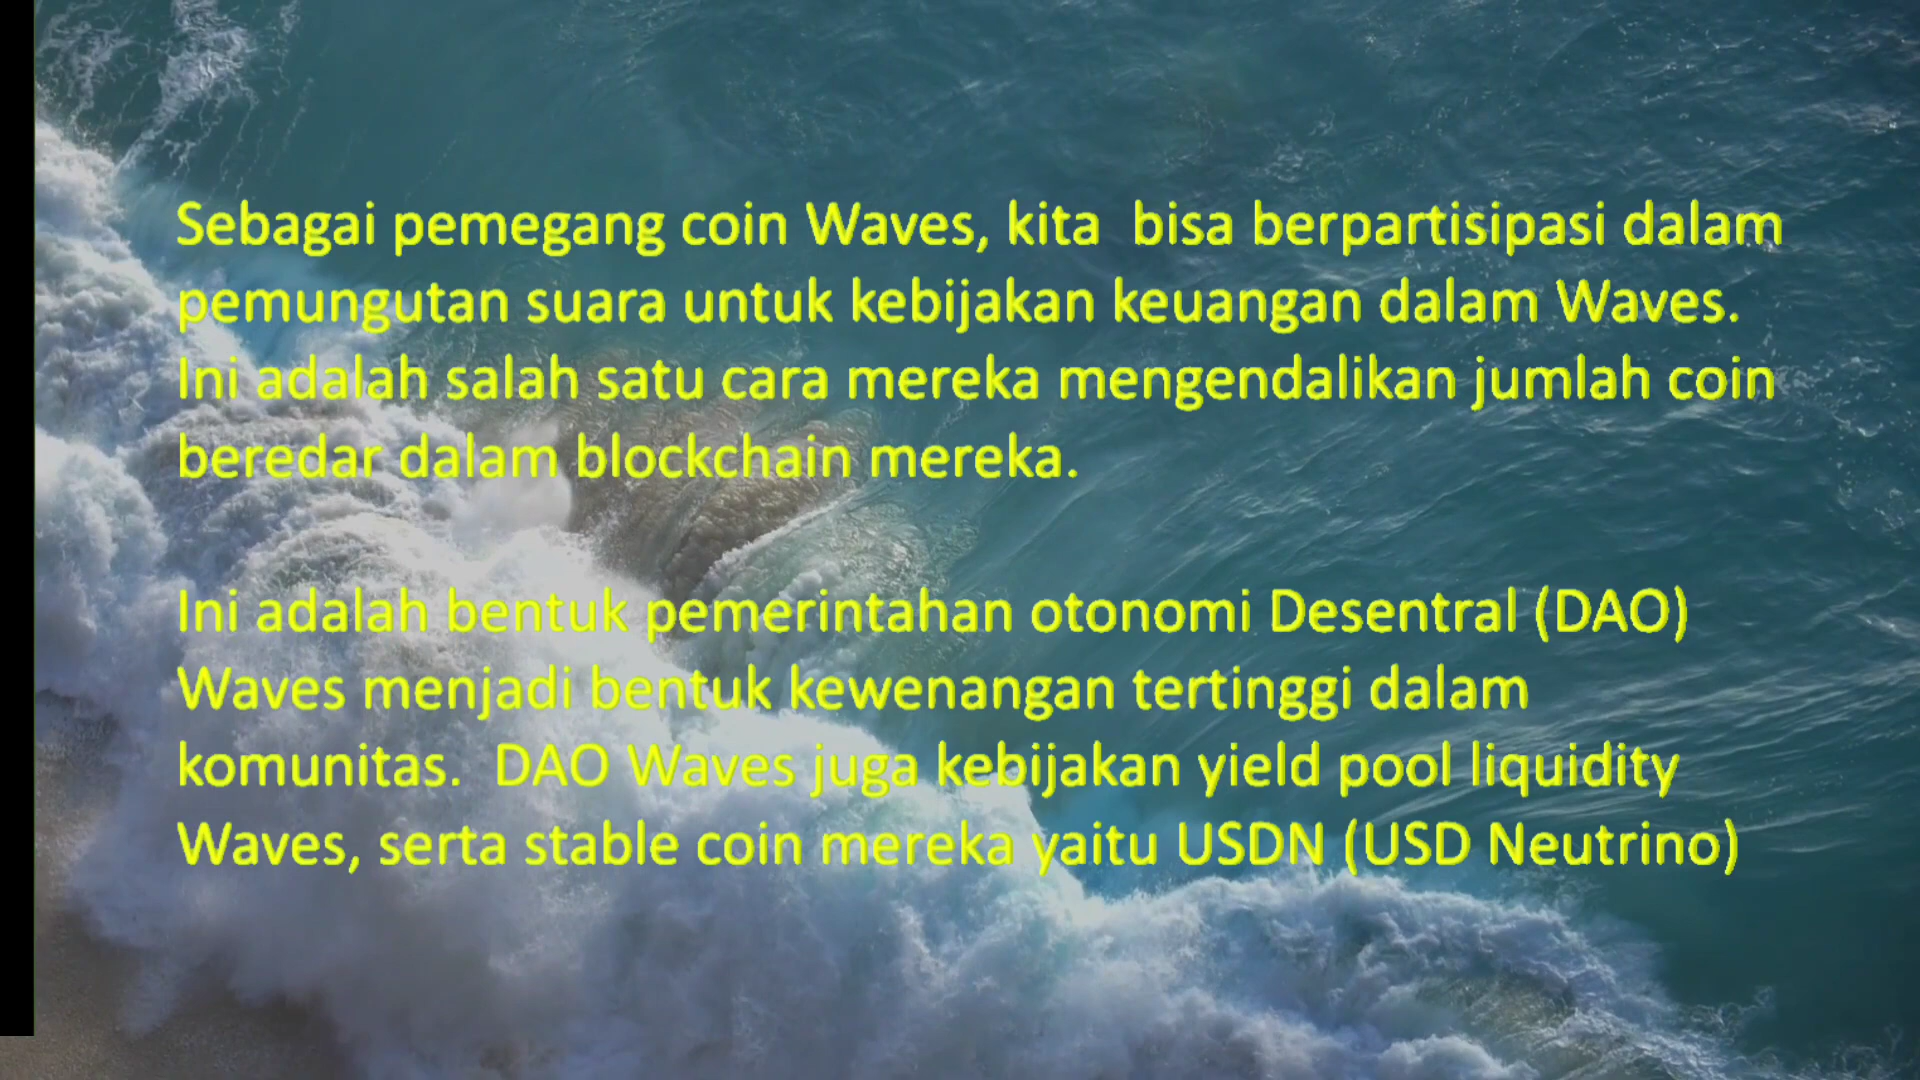 Sebagai pemegang coin Waves, kita  bisa berpartisipasi dalam
pemungutan suara untuk kebijakan keuangan dalam Waves.
Ini adalah salah satu cara mereka mengendalikan jumlah coin
beredar dalam blockchain mereka.
Ini adalah bentuk pemerintahan otonomi Desentral (DAO)
Waves menjadi bentuk kewenangan tertinggi dalam
komunitas.  DAO Waves juga kebijakan yield pool liquidity
Waves, serta stable coin mereka yaitu USDN (USD Neutrino)